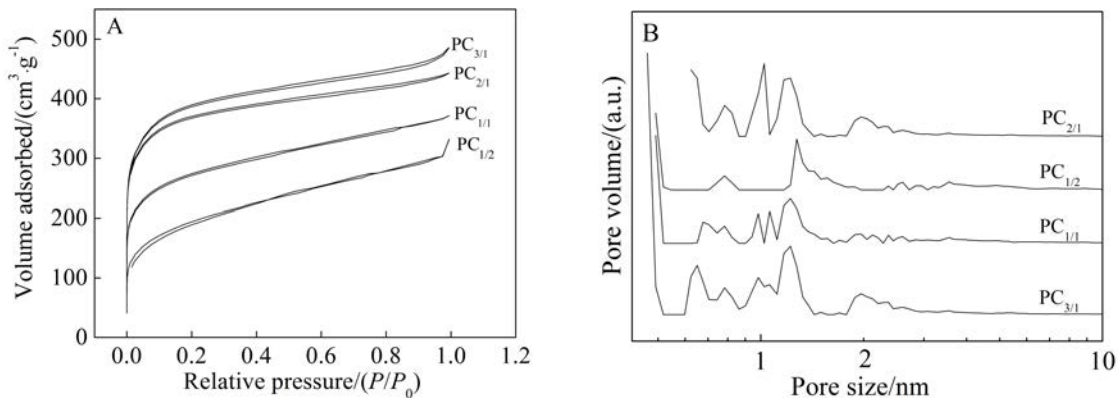 A
500
400
300
200
100
0
Volume adsorbed/(cm³·g⁻¹)
PC₃/₁
PC₂/₁
PC₁/₁
PC₁/₂
0.0 0.2 0.4 0.6 0.8 1.0 1.2
Relative pressure/(P/P₀)
B
Pore volume/(a.u.)
PC₂/₁
PC₁/₂
PC₁/₁
PC₃/₁
1 2 10
Pore size/nm